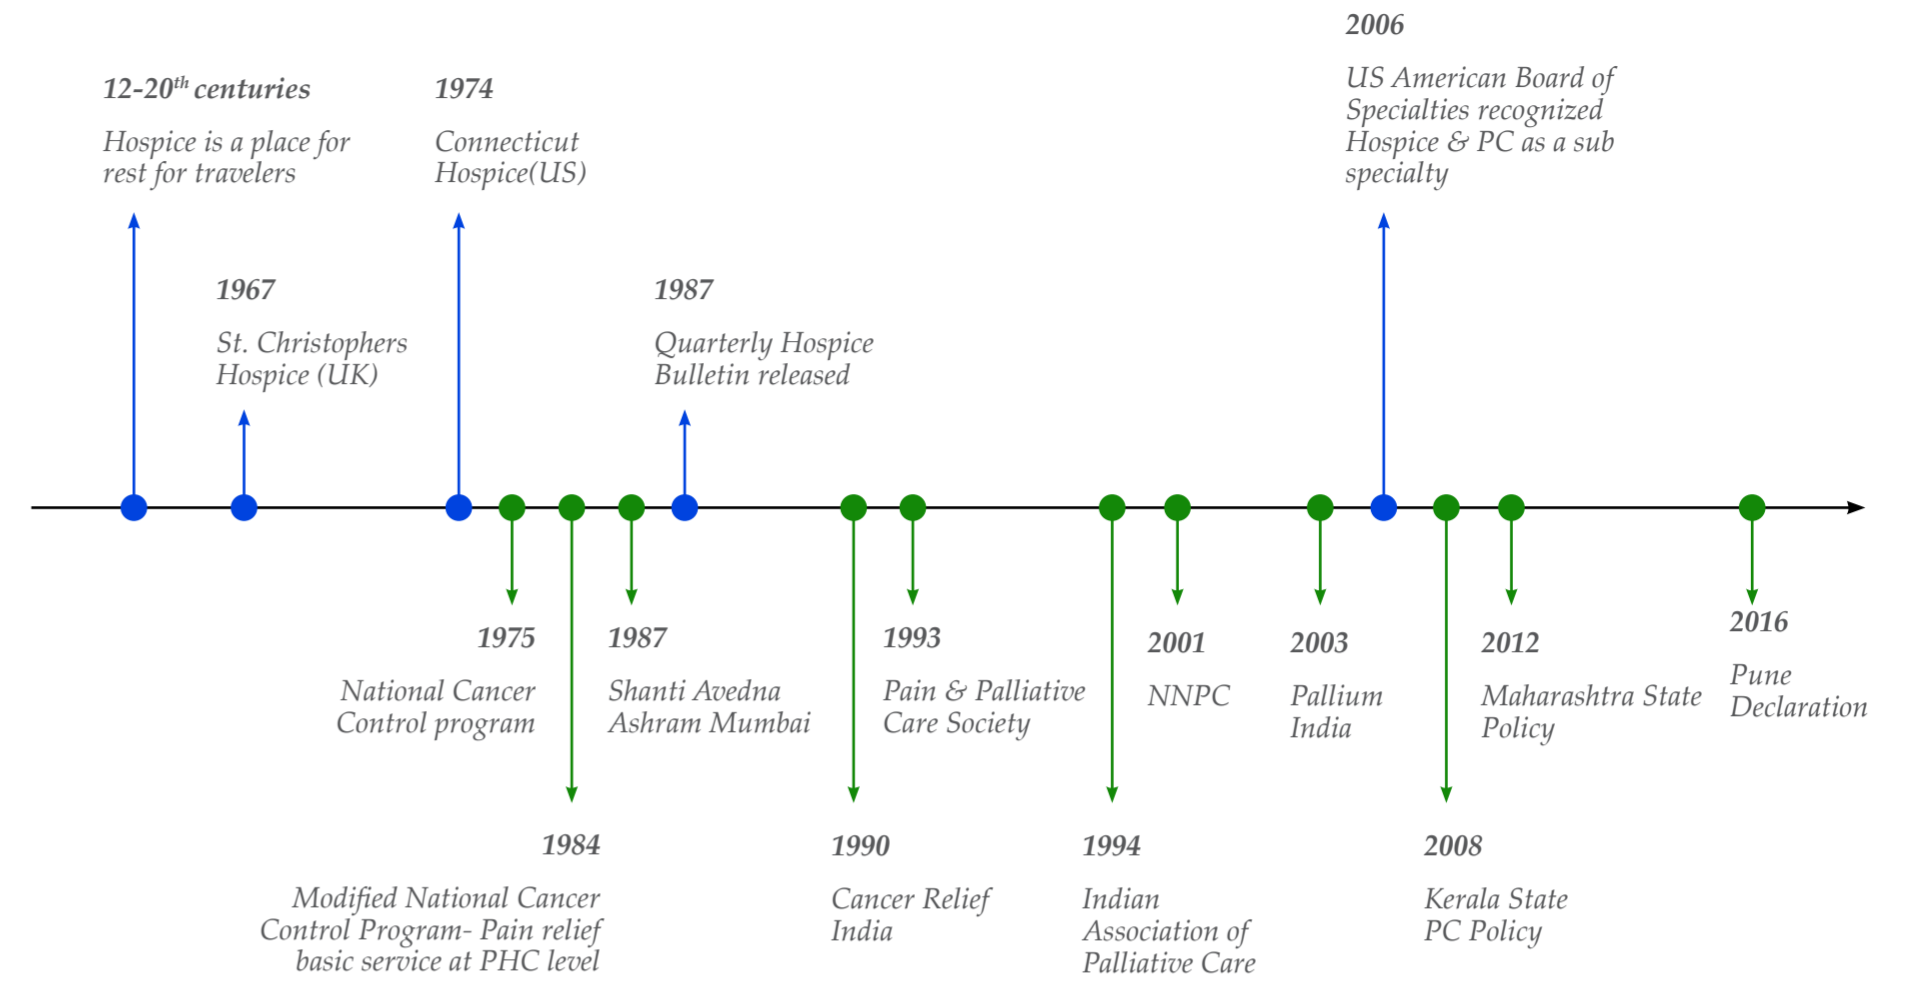 12-20th centuries
Hospice is a place for
rest for travelers
1967
St. Christophers
Hospice (UK)
1974
Connecticut
Hospice(US)
1987
Quarterly Hospice
Bulletin released
2006
US American Board of
Specialties recognized
Hospice & PC as a sub
specialty
1975
National Cancer
Control program
1984
Modified National Cancer
Control Program- Pain relief
basic service at PHC level
1987
Shanti Avedna
Ashram Mumbai
1990
Cancer Relief
India
1993
Pain & Palliative
Care Society
1994
Indian
Association of
Palliative Care
2001
NNPC
2003
Pallium
India
2008
Kerala State
PC Policy
2012
Maharashtra State
Policy
2016
Pune
Declaration